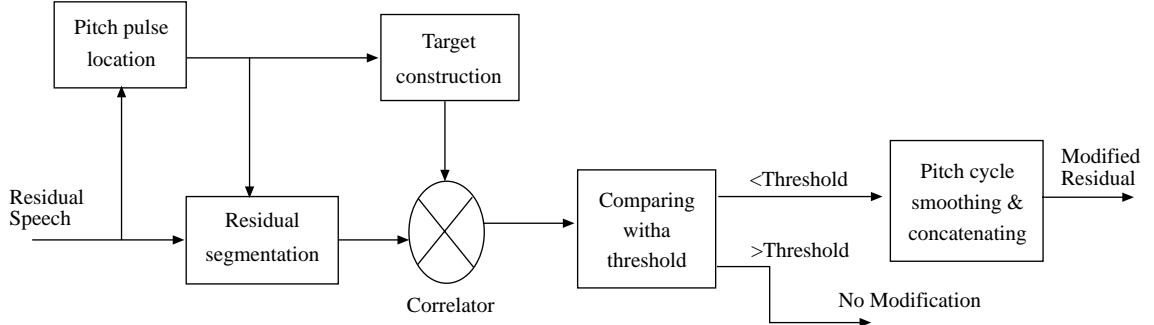 Pitch pulse
location
Target
construction
Residual
Speech
Residual
segmentation
Correlator
Comparing
witha
threshold
<Threshold
>Threshold
No Modification
Pitch cycle
smoothing &
concatenating
Modified
Residual